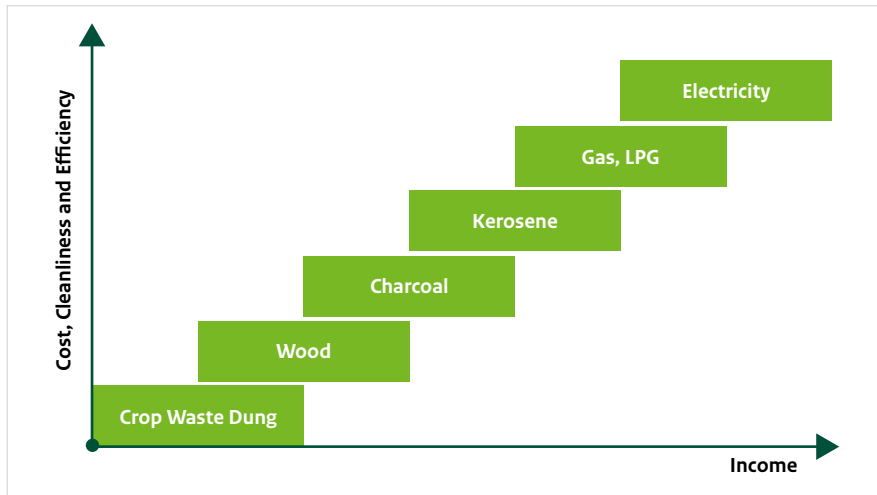 Cost, Cleanliness and Efficiency
Electricity
Gas, LPG
Kerosene
Charcoal
Wood
Crop Waste Dung
Income